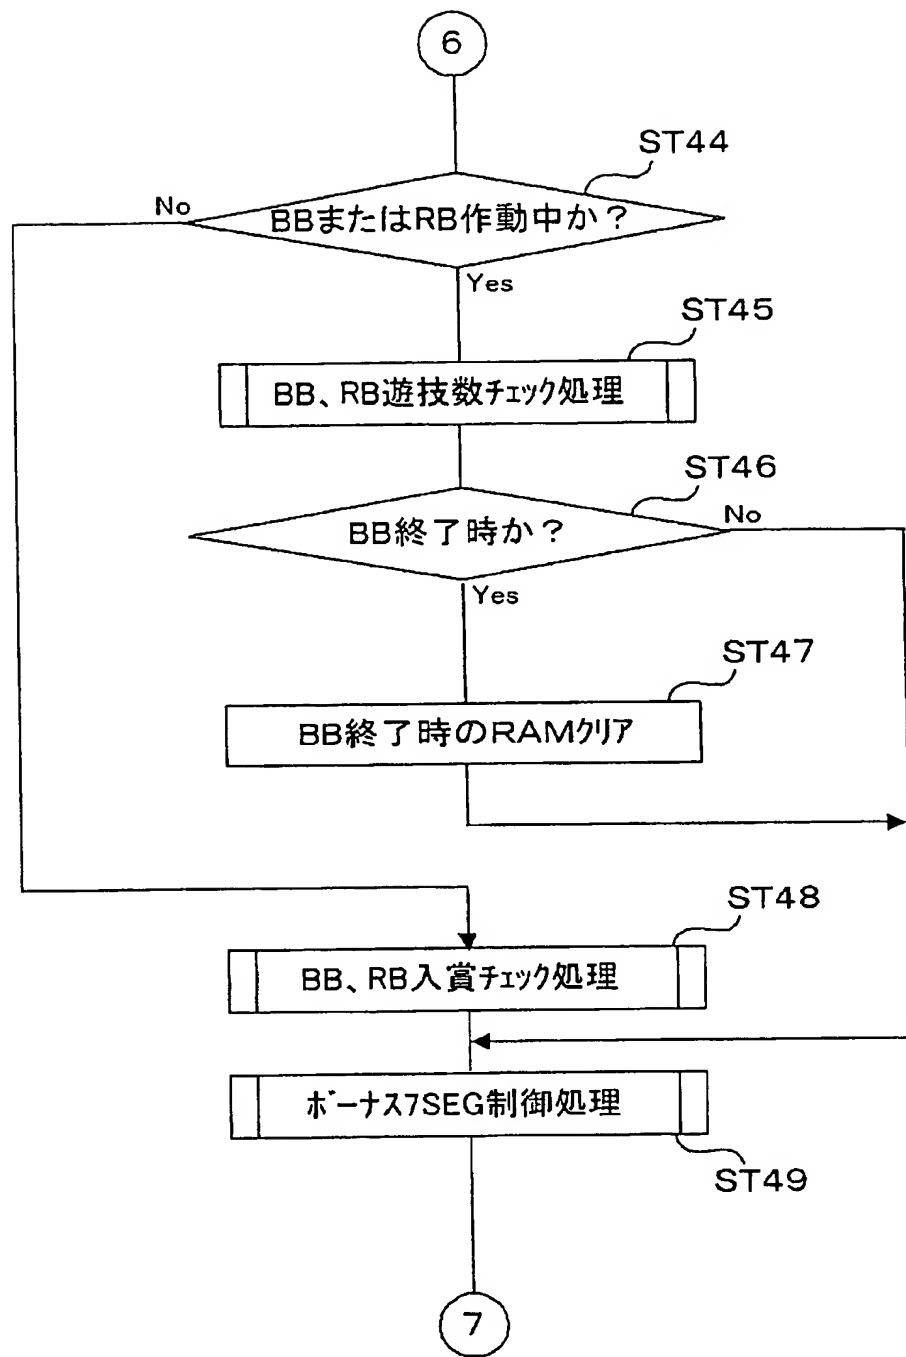 6
ST44
No
BBまたはRB作動中か？
Yes
ST45
BB、RB遊技数チェック処理
ST46
No
BB終了時か？
Yes
ST47
BB終了時のRAMクリア
ST48
BB、RB入賞チェック処理
ボーナス7SEG制御処理
ST49
7